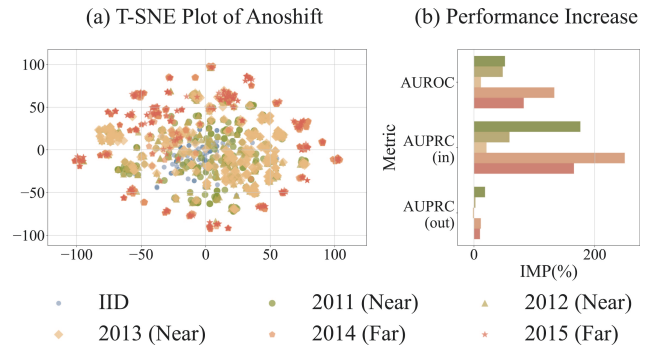 (a) T-SNE Plot of Anoshift
(b) Performance Increase
100
50
0
−50
−100
−100
−50
0
50
100
Metric
AUROC
AUPRC
(in)
AUPRC
(out)
0
200
IMP(%)
IID
2011 (Near)
2012 (Near)
2013 (Near)
2014 (Far)
2015 (Far)